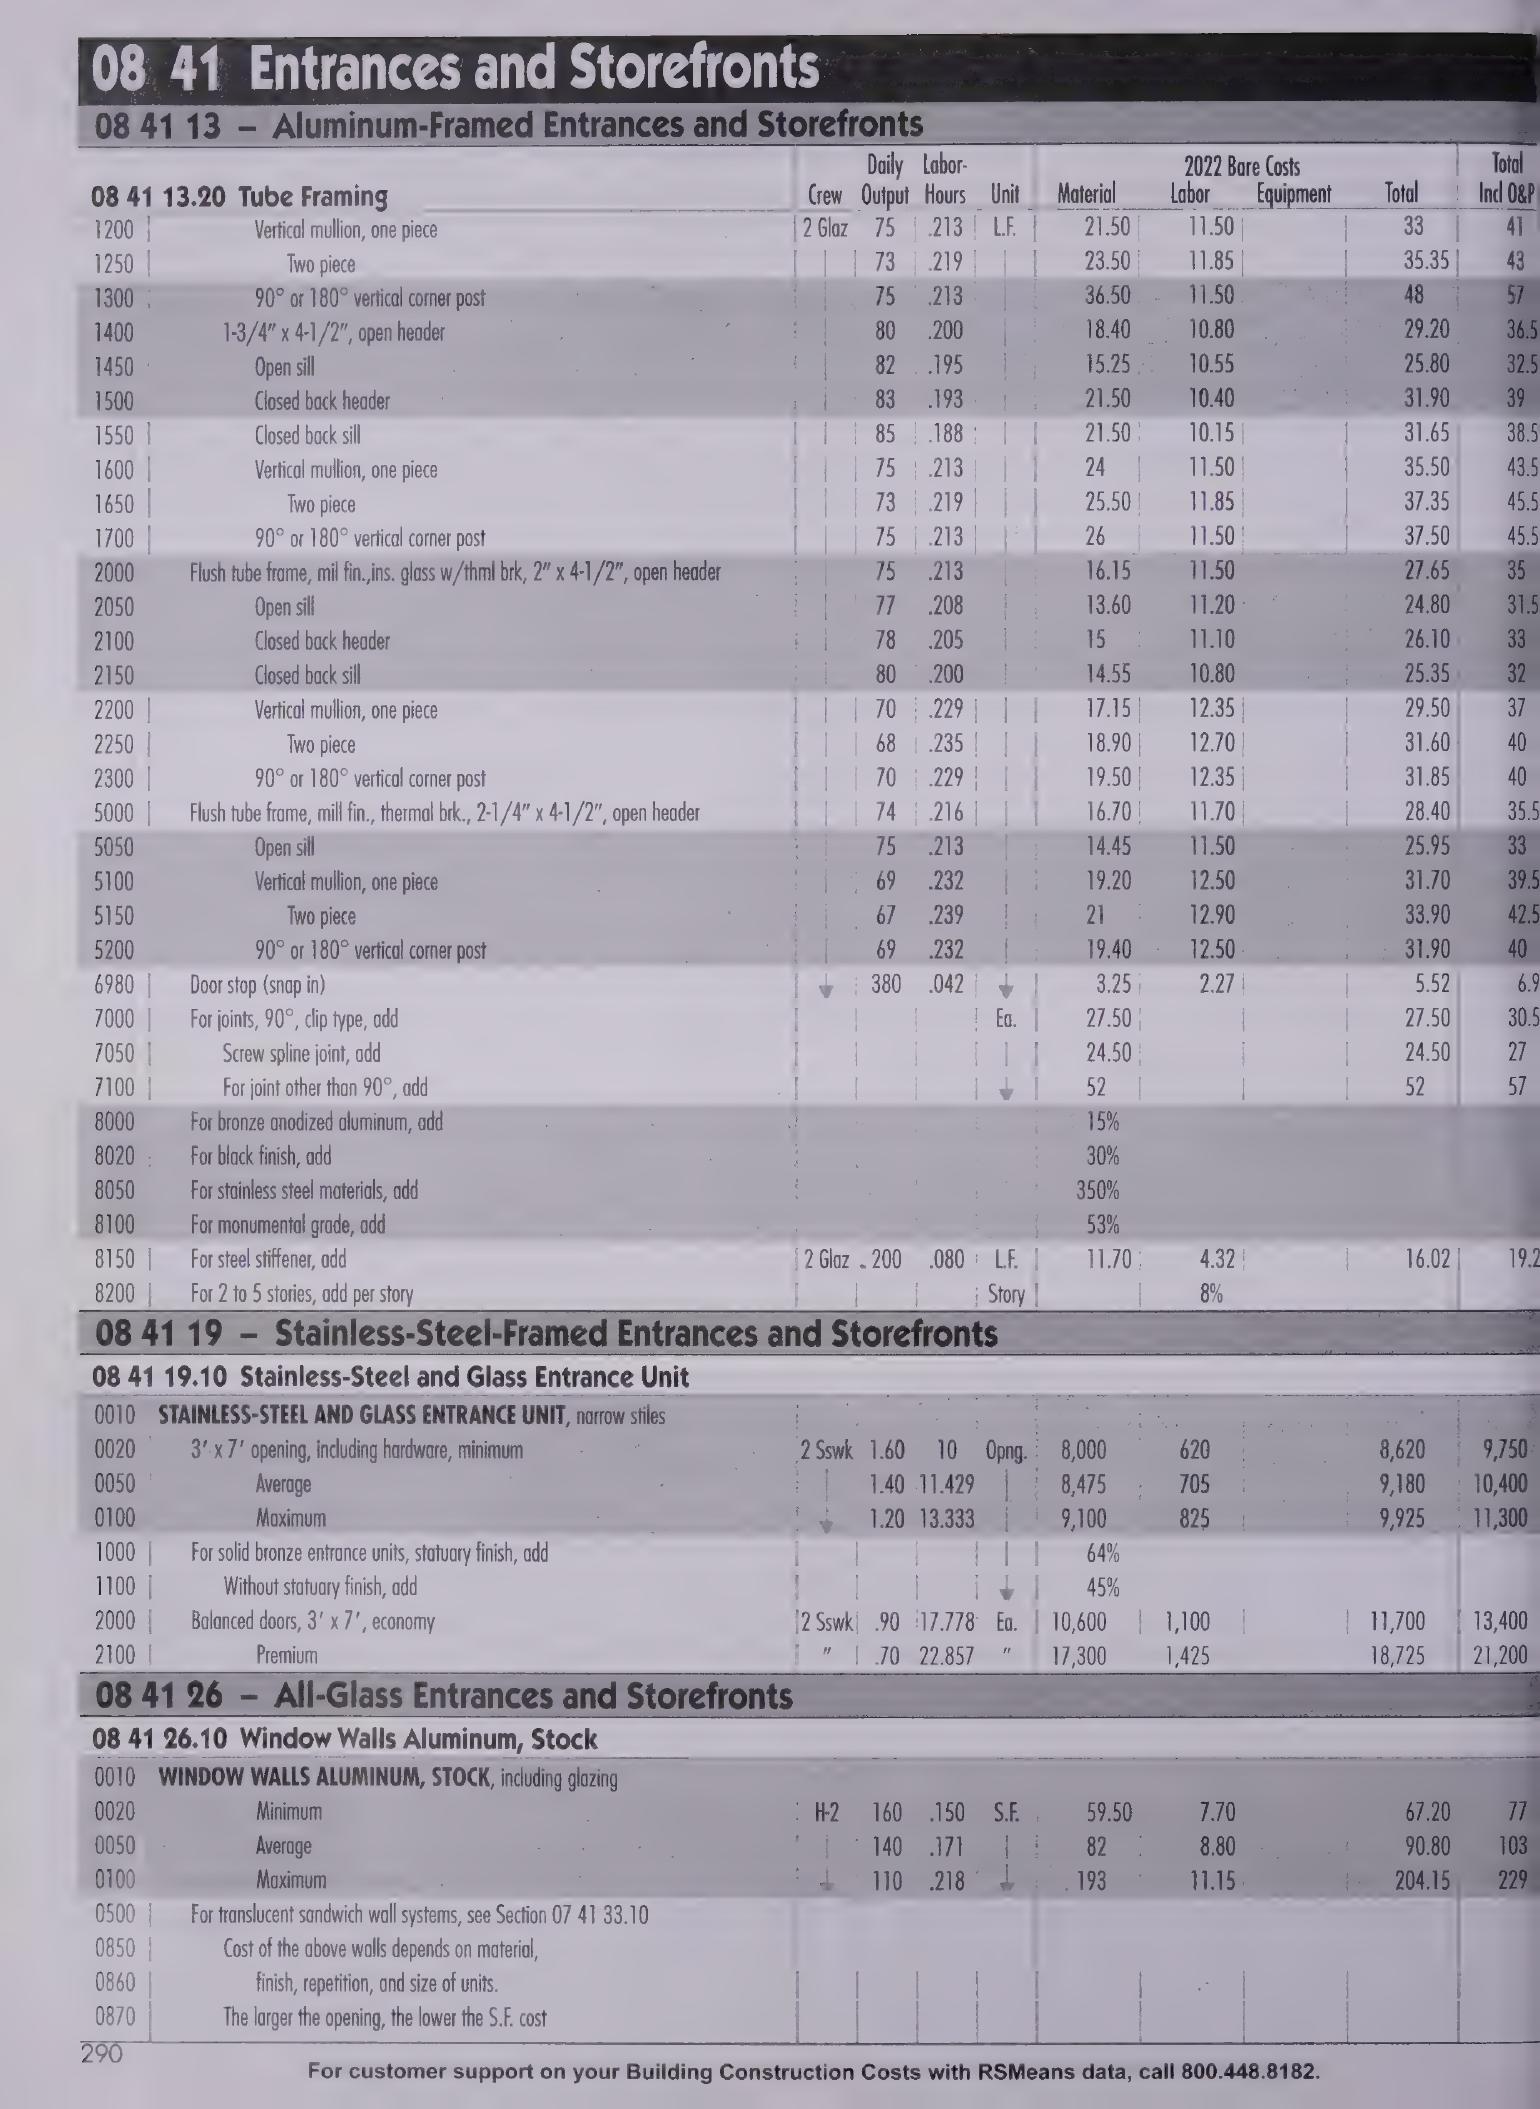 08 41 Entrances and Storefronts
08 41 13 – Aluminum-Framed Entrances and Storefronts
Daily Labor- 2022 Bare Costs Total
08 41 13.20 Tube Framing Crew Output Hours Unit Material Labor Equipment Total Incl O&P
1200 Vertical mullion, one piece 2 Glaz 75 .213 L.F. 21.50 11.50 33 41
1250 Two piece 73 .219 23.50 11.85 35.35 43
1300 90° or 180° vertical corner post 75 .213 36.50 11.50 48 57
1400 1-3/4" x 4-1/2", open header 80 .200 18.40 10.80 29.20 36.5
1450 Open sill 82 .195 15.25 10.55 25.80 32.5
1500 Closed back header 83 .193 21.50 10.40 31.90 39
1550 Closed back sill 85 .188 21.50 10.15 31.65 38.5
1600 Vertical mullion, one piece 75 .213 24 11.50 35.50 43.5
1650 Two piece 73 .219 25.50 11.85 37.35 45.5
1700 90° or 180° vertical corner post 75 .213 26 11.50 37.50 45.5
2000 Flush tube frame, mil fin.,ins. glass w/thml brk, 2" x 4-1/2", open header 75 .213 16.15 11.50 27.65 35
2050 Open sill 77 .208 13.60 11.20 24.80 31.5
2100 Closed back header 78 .205 15 11.10 26.10 33
2150 Closed back sill 80 .200 14.55 10.80 25.35 32
2200 Vertical mullion, one piece 70 .229 17.15 12.35 29.50 37
2250 Two piece 68 .235 18.90 12.70 31.60 40
2300 90° or 180° vertical corner post 70 .229 19.50 12.35 31.85 40
5000 Flush tube frame, mill fin., thermal brk., 2-1/4" x 4-1/2", open header 74 .216 16.70 11.70 28.40 35.5
5050 Open sill 75 .213 14.45 11.50 25.95 33
5100 Vertical mullion, one piece 69 .232 19.20 12.50 31.70 39.5
5150 Two piece 67 .239 21 12.90 33.90 42.5
5200 90° or 180° vertical corner post 69 .232 19.40 12.50 31.90 40
6980 Door stop (snap in) 380 .042 3.25 2.27 5.52 6.9
7000 For joints, 90°, clip type, add Ea. 27.50 27.50 30.5
7050 Screw spline joint, add 24.50 24.50 27
7100 For joint other than 90°, add 52 52 57
8000 For bronze anodized aluminum, add 15%
8020 For black finish, add 30%
8050 For stainless steel materials, add 350%
8100 For monumental grade, add 53%
8150 For steel stiffener, add 2 Glaz 200 .080 L.F. 11.70 4.32 16.02 19.2
8200 For 2 to 5 stories, add per story Story 8%
08 41 19 – Stainless-Steel-Framed Entrances and Storefronts
08 41 19.10 Stainless-Steel and Glass Entrance Unit
0010 STAINLESS-STEEL AND GLASS ENTRANCE UNIT, narrow stiles
0020 3' x 7' opening, including hardware, minimum 2 Sswk 1.60 10 Opng. 8,000 620 8,620 9,750
0050 Average 1.40 11.429 8,475 705 9,180 10,400
0100 Maximum 1.20 13.333 9,100 825 9,925 11,300
1000 For solid bronze entrance units, statuary finish, add 64%
1100 Without statuary finish, add 45%
2000 Balanced doors, 3' x 7', economy 2 Sswk .90 17.778 Ea. 10,600 1,100 11,700 13,400
2100 Premium " .70 22.857 " 17,300 1,425 18,725 21,200
08 41 26 – All-Glass Entrances and Storefronts
08 41 26.10 Window Walls Aluminum, Stock
0010 WINDOW WALLS ALUMINUM, STOCK, including glazing
0020 Minimum H-2 160 .150 S.F. 59.50 7.70 67.20 77
0050 Average 140 .171 82 8.80 90.80 103
0100 Maximum 110 .218 193 11.15 204.15 229
0500 For translucent sandwich wall systems, see Section 07 41 33.10
0850 Cost of the above walls depends on material,
0860 finish, repetition, and size of units.
0870 The larger the opening, the lower the S.F. cost
290
For customer support on your Building Construction Costs with RSMeans data, call 800.448.8182.